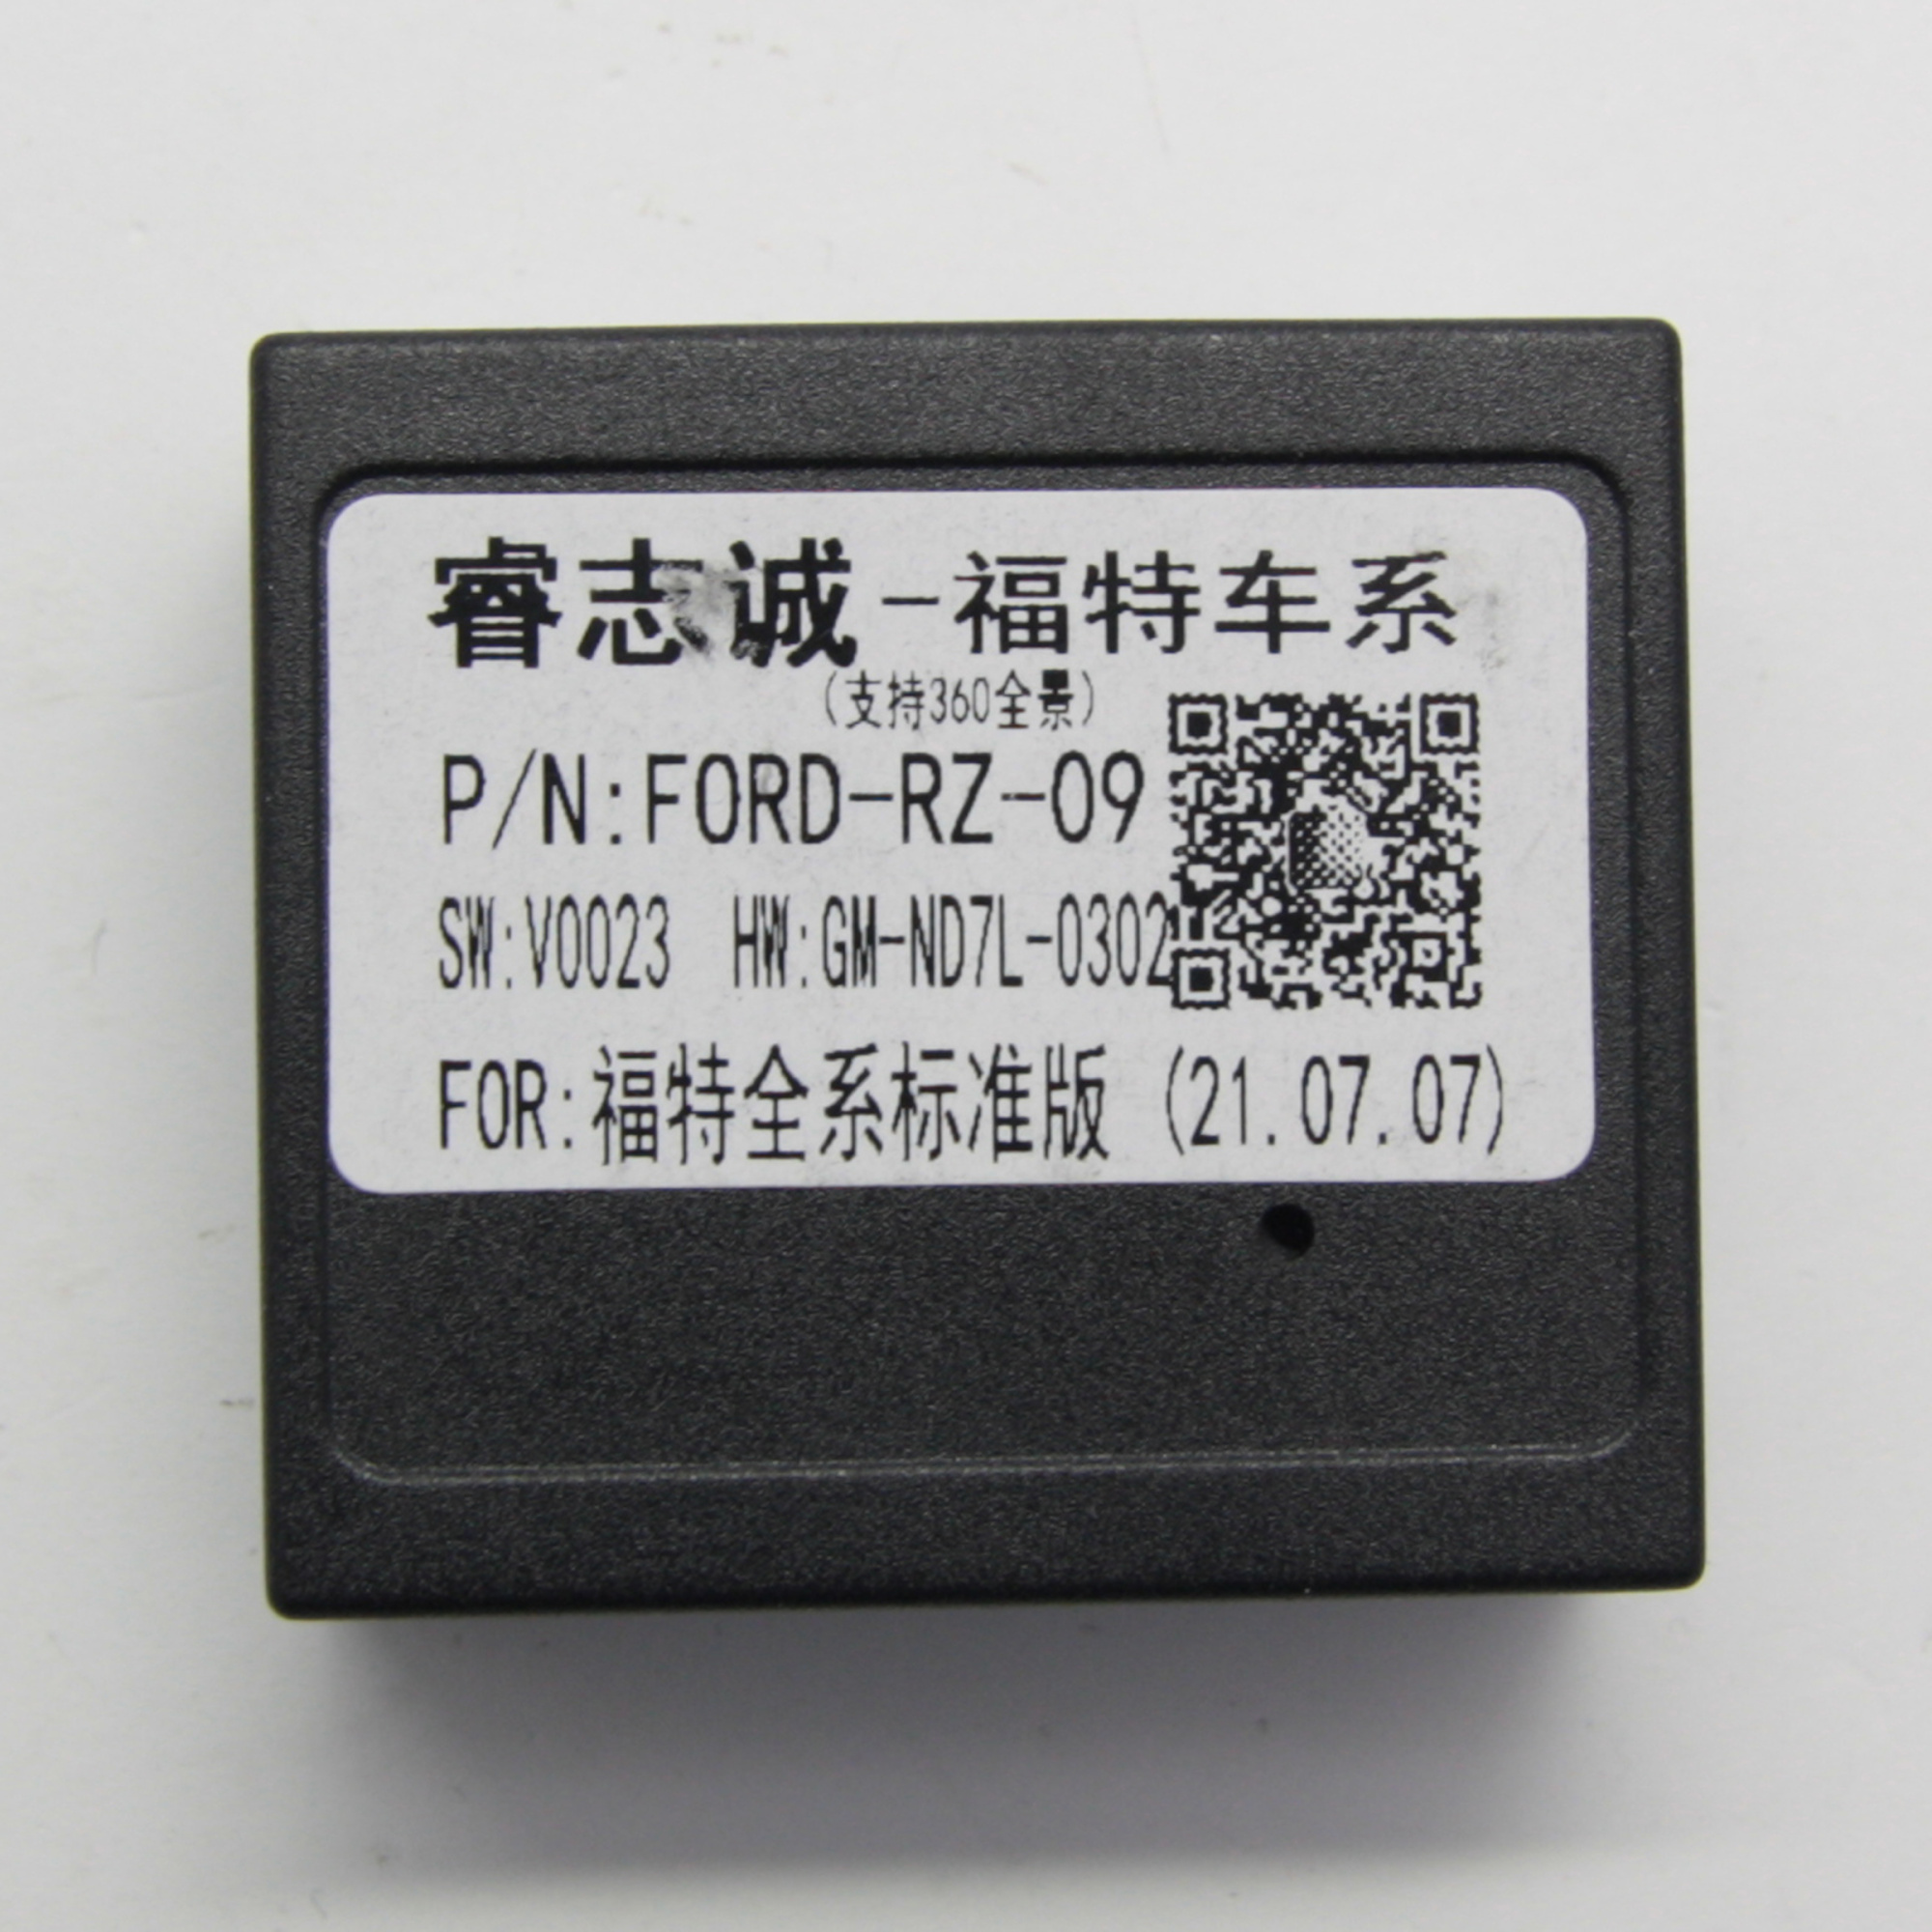 睿志诚-福特车系
(支持360全景)
P/N:FORD-RZ-09
SW:V0023 HW:GM-ND7L-0302
FOR:福特全系标准版 (21.07.07)